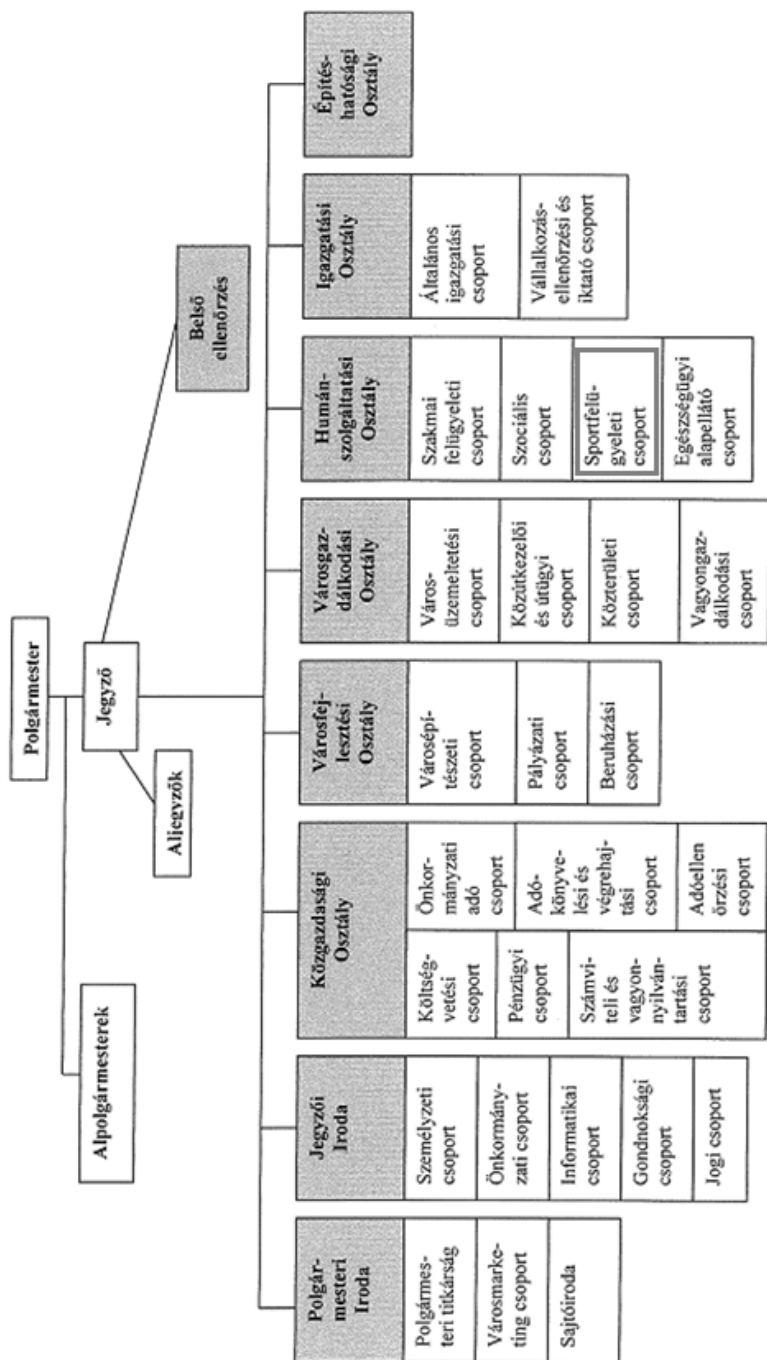 Polgármester
Alpolgármesterek
Jegyző
Aljegyzők
Belső
ellenőrzés
Polgár-
mesteri
Iroda
Polgármes-
teri titkárság
Városmarke-
ting csoport
Sajtóiroda
Jegyzői
Iroda
Személyzeti
csoport
Önkormány-
zati csoport
Informatikai
csoport
Gondnoksági
csoport
Jogi csoport
Közgazdasági
Osztály
Költség-
vetési
csoport
Pénzügyi
csoport
Számvi-
teli és
vagyon-
nyilván-
tartási
csoport
Önkor-
mányzati
adó
csoport
Adó-
könyve-
lési és
végrehaj-
tási
csoport
Adóellen
őrzési
csoport
Városfej-
lesztési
Osztály
Városépí-
tészeti
csoport
Pályázati
csoport
Beruházási
csoport
Városgaz-
dálkodási
Osztály
Város-
üzemeltetési
csoport
Közútkezelői
és útügyi
csoport
Közterületi
csoport
Vagyongaz-
dálkodási
csoport
Humán-
szolgáltatási
Osztály
Szakmai
felügyeleti
csoport
Szociális
csoport
Sportfelü-
gyeleti
csoport
Egészségügyi
alapellátó
csoport
Igazgatási
Osztály
Általános
igazgatási
csoport
Vállalkozás-
ellenőrzési és
iktató csoport
Építés-
hatósági
Osztály